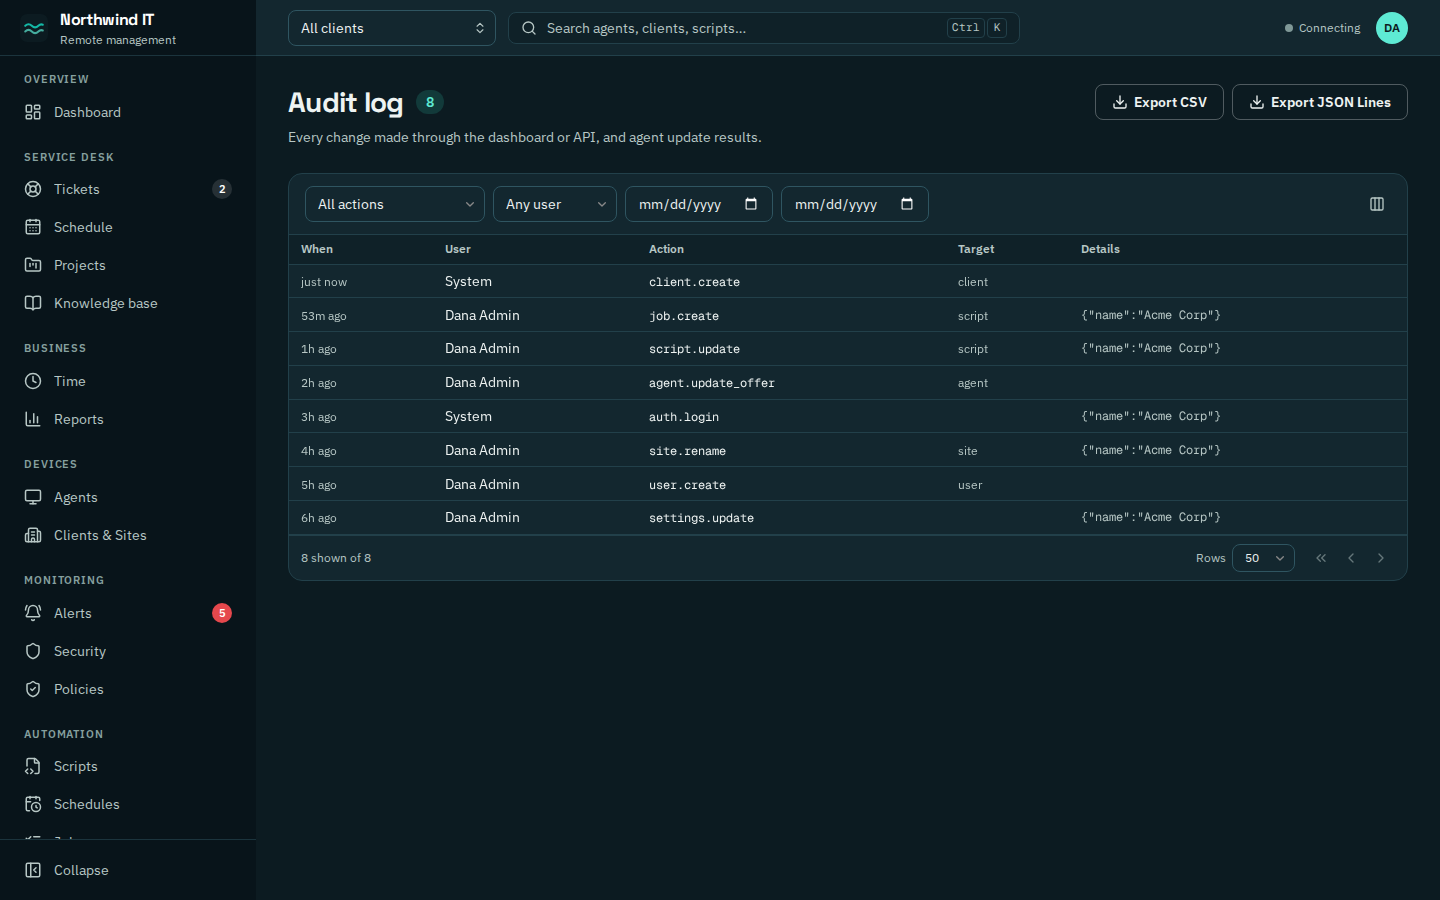 Northwind IT
Remote management
All clients
Search agents, clients, scripts...
Ctrl K
Connecting
DA
OVERVIEW
Dashboard
SERVICE DESK
Tickets 2
Schedule
Projects
Knowledge base
BUSINESS
Time
Reports
DEVICES
Agents
Clients & Sites
MONITORING
Alerts 5
Security
Policies
AUTOMATION
Scripts
Schedules
Collapse
Audit log 8
Every change made through the dashboard or API, and agent update results.
Export CSV
Export JSON Lines
All actions
Any user
mm/dd/yyyy
mm/dd/yyyy
When User Action Target Details
just now System client.create client
53m ago Dana Admin job.create script {"name":"Acme Corp"}
1h ago Dana Admin script.update script {"name":"Acme Corp"}
2h ago Dana Admin agent.update_offer agent
3h ago System auth.login {"name":"Acme Corp"}
4h ago Dana Admin site.rename site {"name":"Acme Corp"}
5h ago Dana Admin user.create user
6h ago Dana Admin settings.update {"name":"Acme Corp"}
8 shown of 8
Rows 50